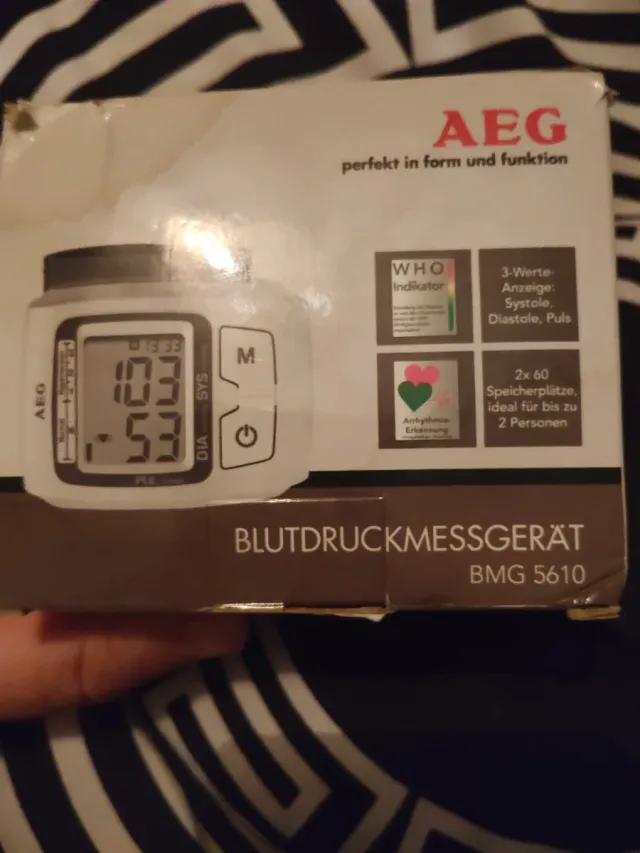 AEG
perfekt in form und funktion
WHO
Indikator
3-Werte-
Anzeige:
Systole,
Diastole, Puls
Arrhythmie-
Erkennung
2x 60
Speicherplätze,
ideal für bis zu
2 Personen
AEG
103
53
SYS
DIA
PUL
M
BLUTDRUCKMESSGERÄT
BMG 5610